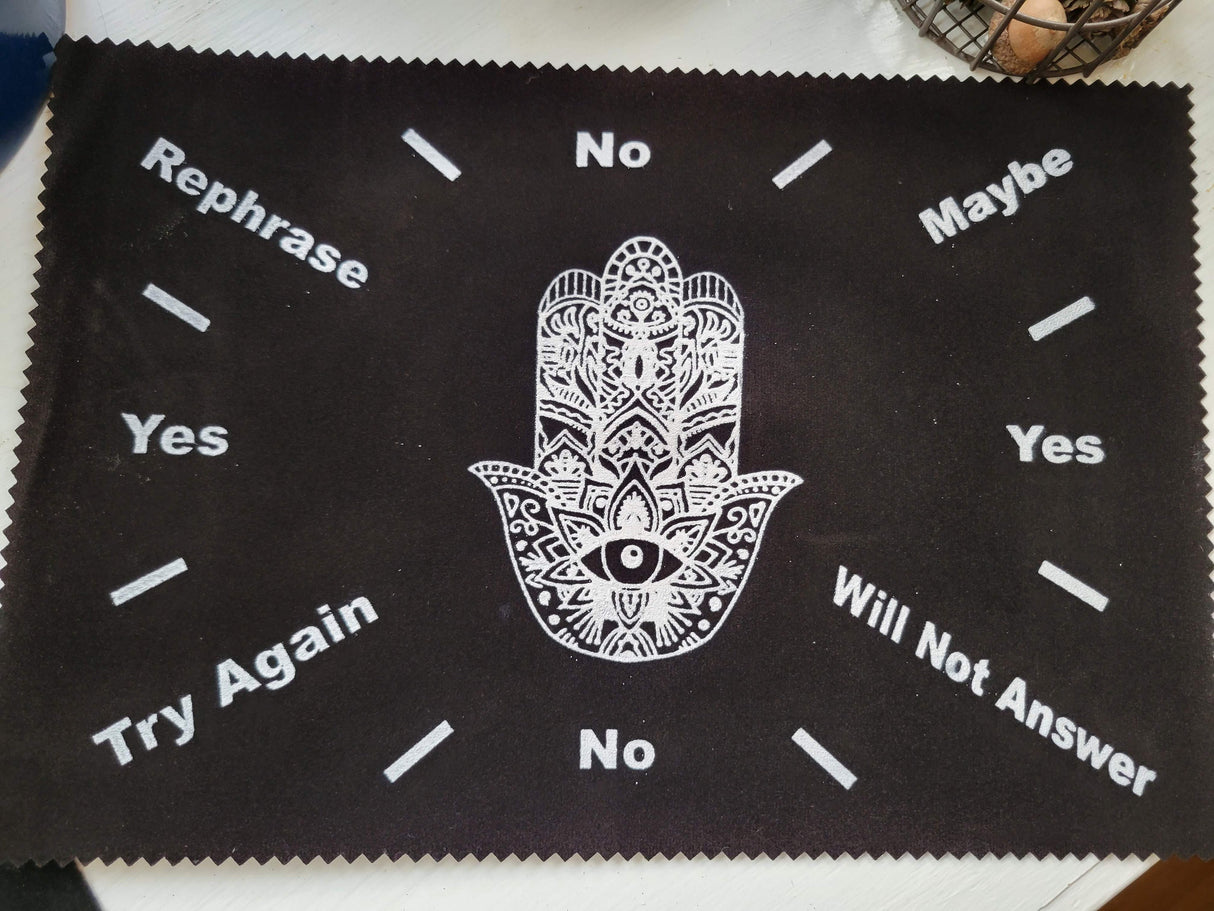 No
Rephrase
Maybe
Yes
Yes
Try Again
Will Not Answer
No